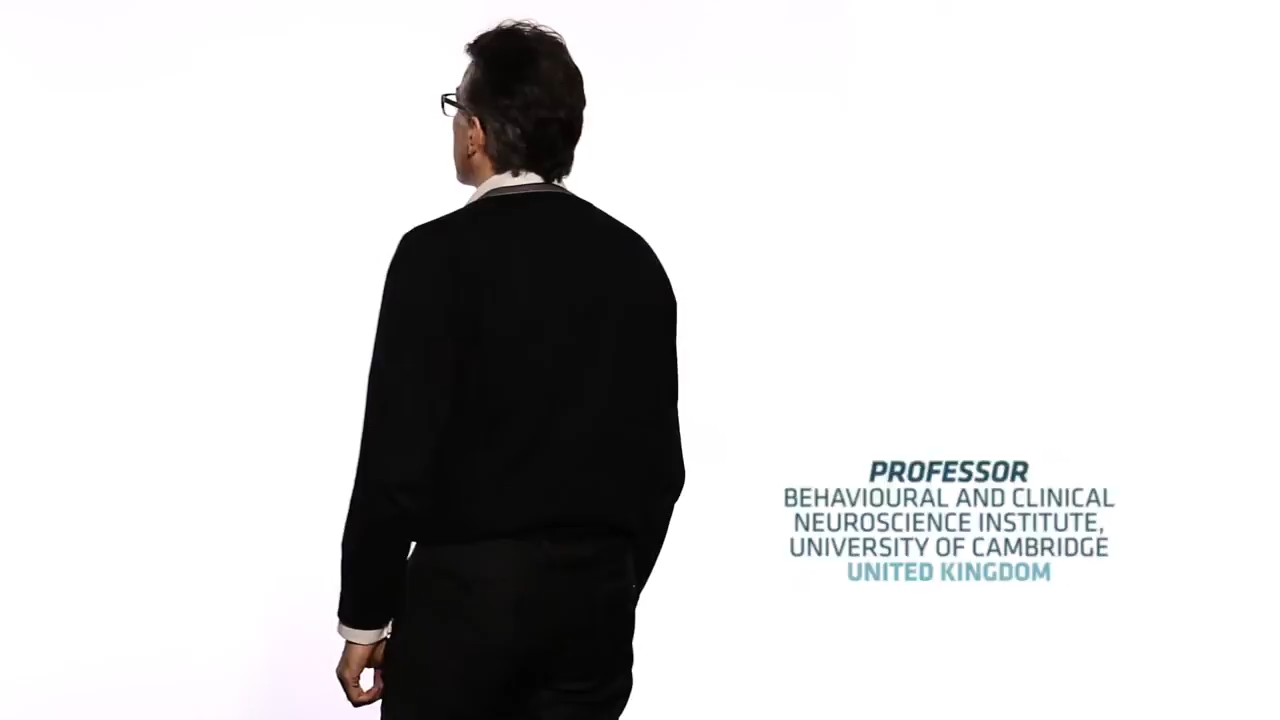 PROFESSOR
BEHAVIOURAL AND CLINICAL
NEUROSCIENCE INSTITUTE,
UNIVERSITY OF CAMBRIDGE
UNITED KINGDOM